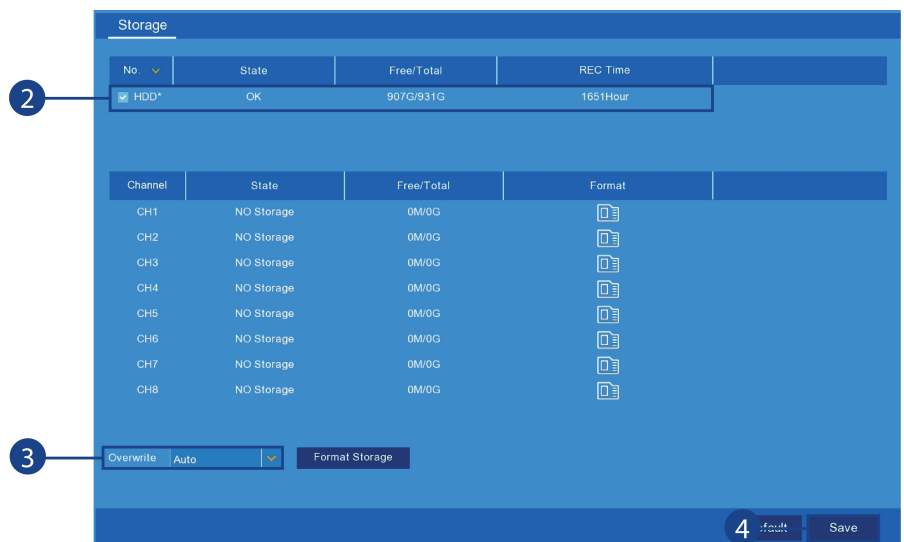 Storage
No. State Free/Total REC Time
2 HDD* OK 907G/931G 1651Hour
Channel State Free/Total Format
CH1 NO Storage 0M/0G
CH2 NO Storage 0M/0G
CH3 NO Storage 0M/0G
CH4 NO Storage 0M/0G
CH5 NO Storage 0M/0G
CH6 NO Storage 0M/0G
CH7 NO Storage 0M/0G
CH8 NO Storage 0M/0G
3 Overwrite Auto Format Storage
4 efault Save